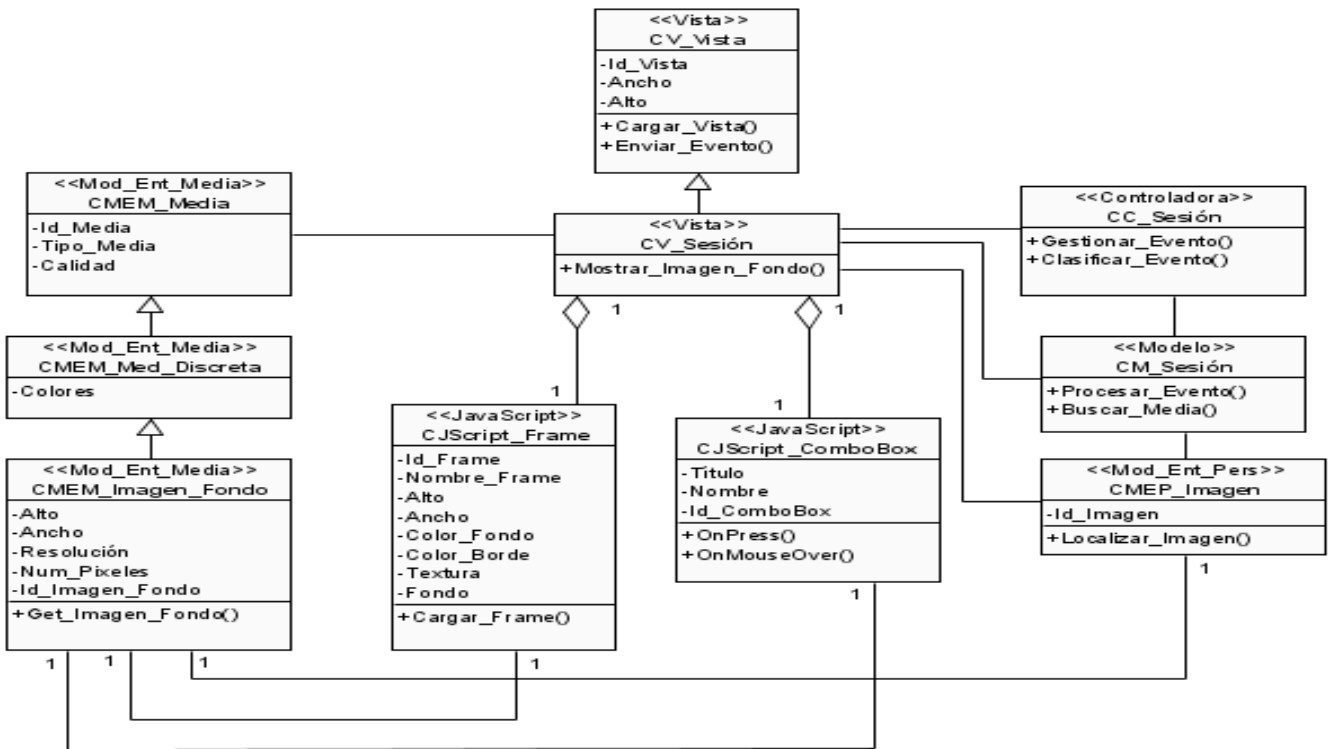 <<Vista>>
CV_Vista
-Id_Vista
-Ancho
-Alto
+Cargar_Vista()
+Enviar_Evento()
<<Mod_Ent_Media>>
CMEM_Media
-Id_Media
-Tipo_Media
-Calidad
<<Vista>>
CV_Sesión
+Mostrar_Imagen_Fondo()
1
1
<<Controladora>>
CC_Sesión
+Gestionar_Evento()
+Clasificar_Evento()
<<Mod_Ent_Media>>
CMEM_Med_Discreta
-Colores
<<Modelo>>
CM_Sesión
+Procesar_Evento()
+Buscar_Media()
1
<<JavaScript>>
CJScript_Frame
-Id_Frame
-Nombre_Frame
-Alto
-Ancho
-Color_Fondo
-Color_Borde
-Textura
-Fondo
+Cargar_Frame()
1
1
<<JavaScript>>
CJScript_ComboBox
-Título
-Nombre
-Id_ComboBox
+OnPress()
+OnMouseOver()
1
<<Mod_Ent_Media>>
CMEM_Imagen_Fondo
-Alto
-Ancho
-Resolución
-Num_Pixeles
-Id_Imagen_Fondo
+Get_Imagen_Fondo()
1
1
1
<<Mod_Ent_Pers>>
CMEP_Imagen
-Id_Imagen
+Localizar_Imagen()
1